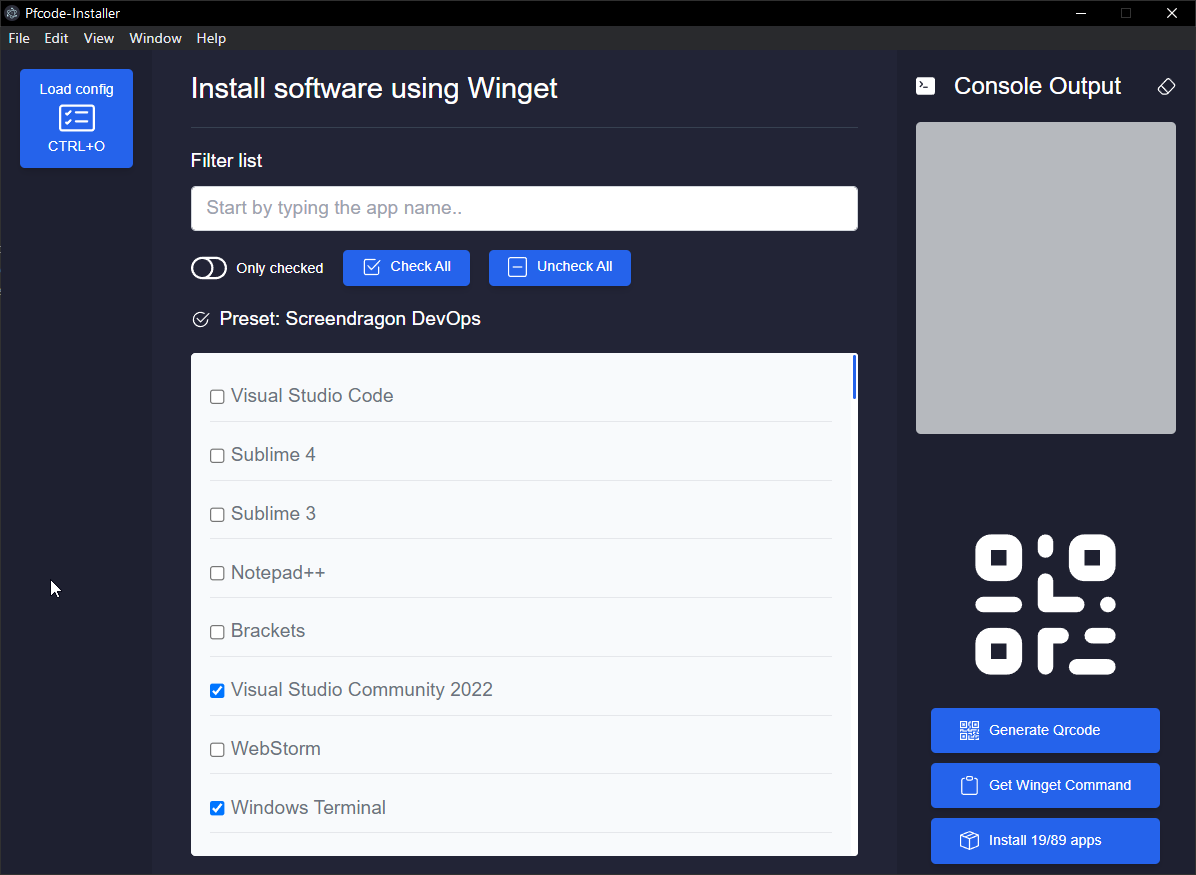 Pfcode-Installer
File Edit View Window Help
Load config
CTRL+O
Install software using Winget
Filter list
Start by typing the app name..
Only checked
Check All
Uncheck All
Preset: Screendragon DevOps
Visual Studio Code
Sublime 4
Sublime 3
Notepad++
Brackets
Visual Studio Community 2022
WebStorm
Windows Terminal
Console Output
Generate Qrcode
Get Winget Command
Install 19/89 apps